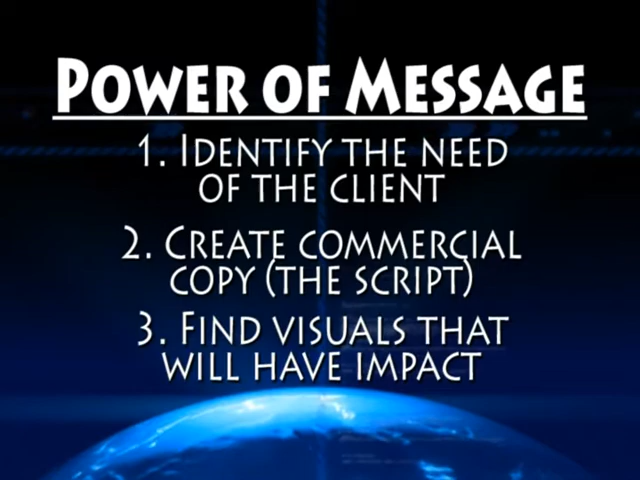 Power of Message
1. Identify the need
of the client
2. Create commercial
copy (the script)
3. Find visuals that
will have impact